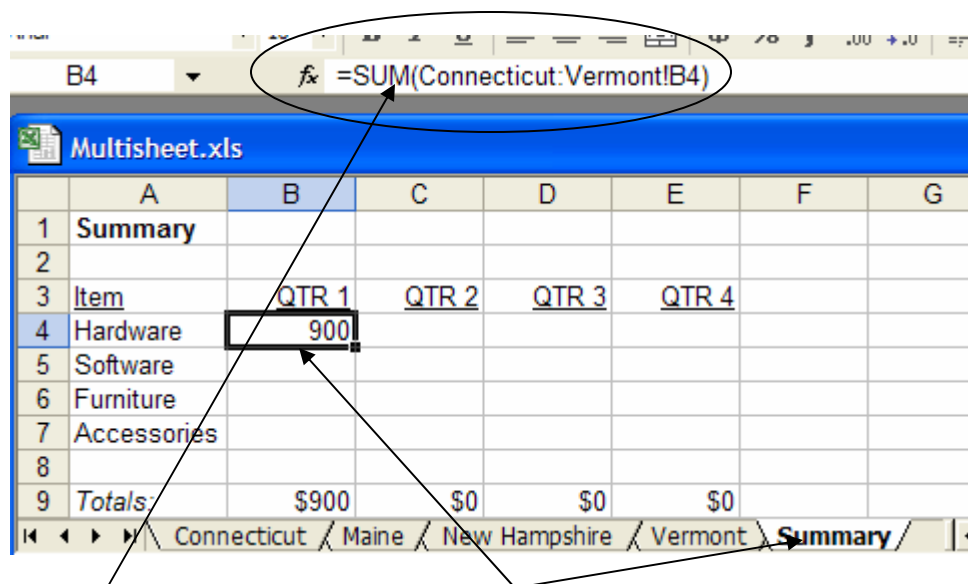 B4 fx =SUM(Connecticut:Vermont!B4)
Multisheet.xls
A B C D E F G
1 Summary
2
3 Item QTR 1 QTR 2 QTR 3 QTR 4
4 Hardware 900
5 Software
6 Furniture
7 Accessories
8
9 Totals: $900 $0 $0 $0
Connecticut Maine New Hampshire Vermont Summary